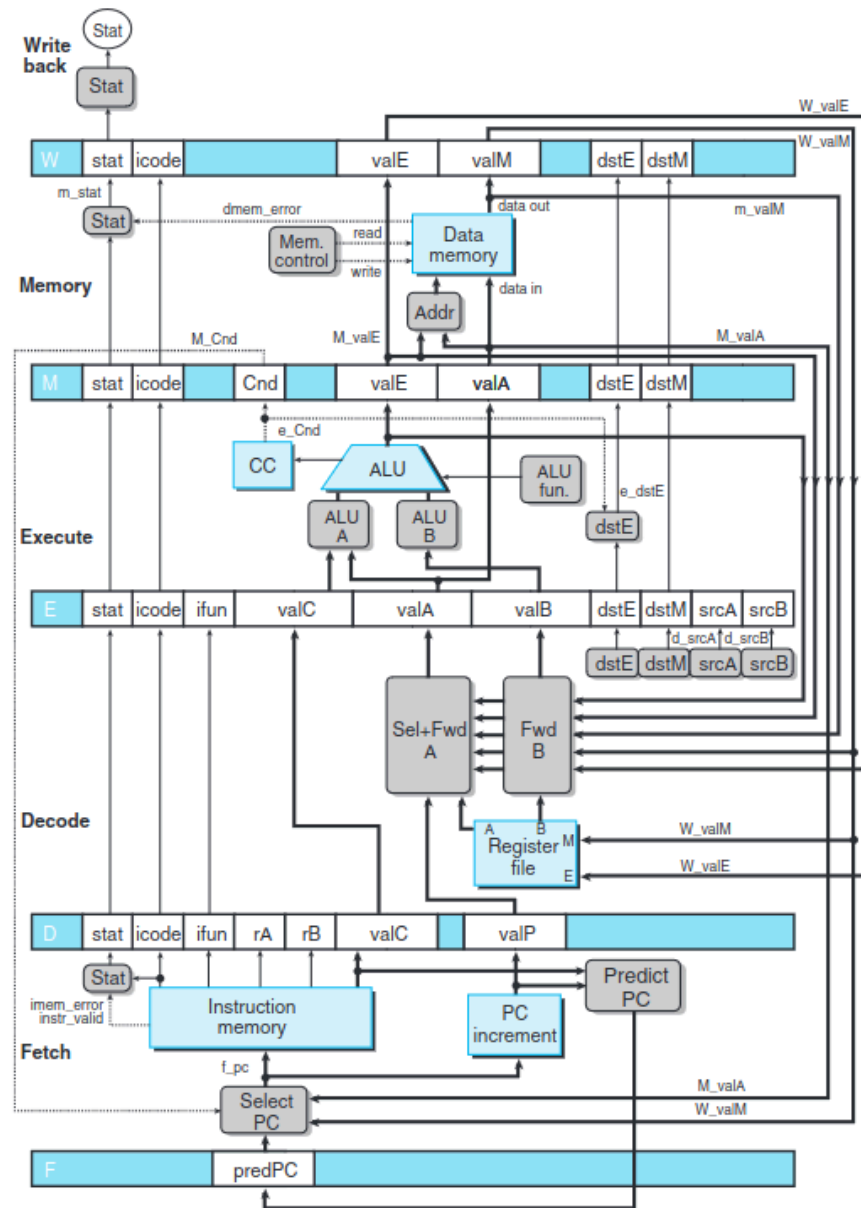 Stat
Write
back
Stat
W_valE
W_valM
W stat icode valE valM dstE dstM
m_stat
Stat
dmem_error
data out
m_valM
Mem.
control
read
write
Data
memory
Memory
data in
Addr
M_Cnd
M_valE
M_valA
M stat icode Cnd valE valA dstE dstM
e_Cnd
CC
ALU
ALU
fun.
e_dstE
ALU
A
ALU
B
dstE
Execute
E stat icode ifun valC valA valB dstE dstM srcA srcB
d_srcA d_srcB
dstE dstM srcA srcB
Sel+Fwd
A
Fwd
B
Decode
A B
Register
file
M
E
W_valM
W_valE
D stat icode ifun rA rB valC valP
Stat
imem_error
instr_valid
Instruction
memory
PC
increment
Predict
PC
Fetch
f_pc
Select
PC
M_valA
W_valM
F predPC